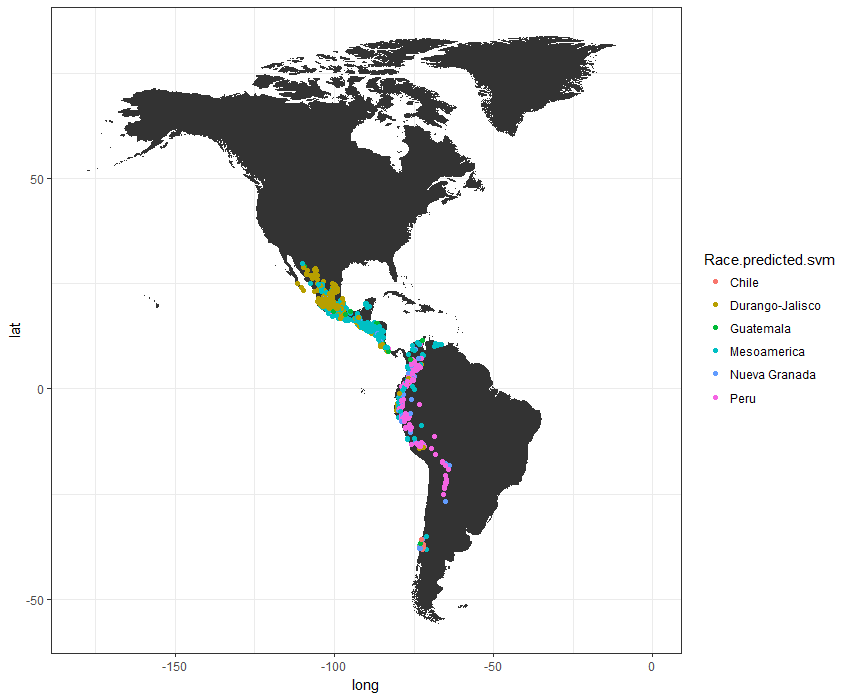 50
0
-50
lat
-150
-100
-50
0
long
Race.predicted.svm
Chile
Durango-Jalisco
Guatemala
Mesoamerica
Nueva Granada
Peru